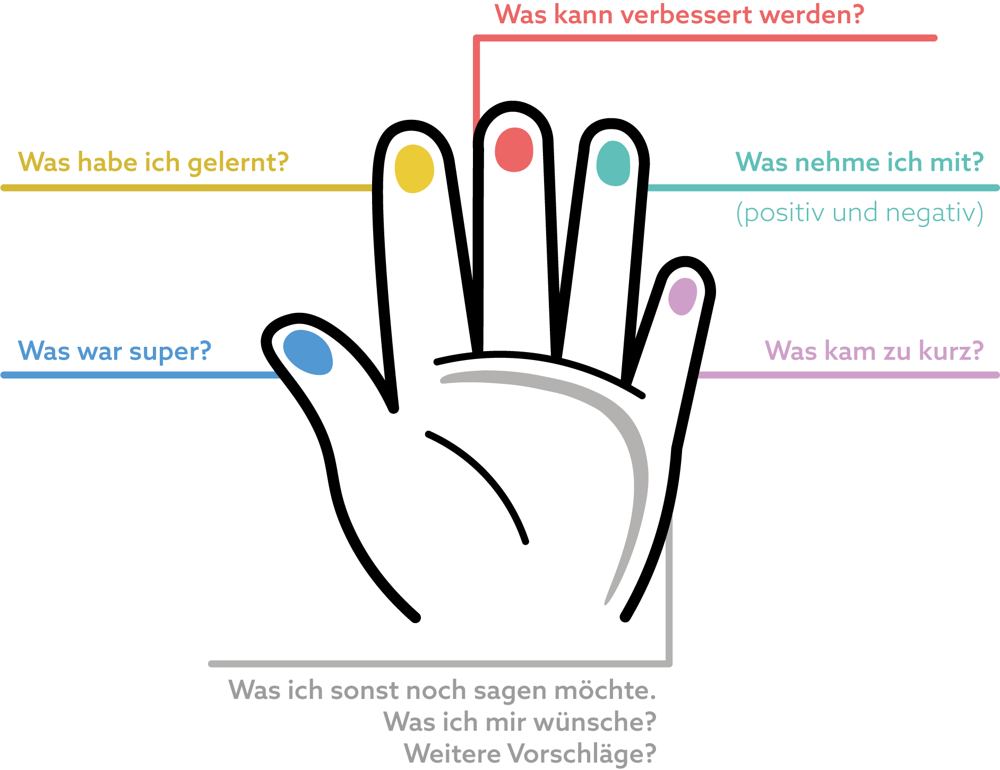 Was kann verbessert werden?
Was habe ich gelernt?
Was nehme ich mit?
(positiv und negativ)
Was war super?
Was kam zu kurz?
Was ich sonst noch sagen möchte.
Was ich mir wünsche?
Weitere Vorschläge?